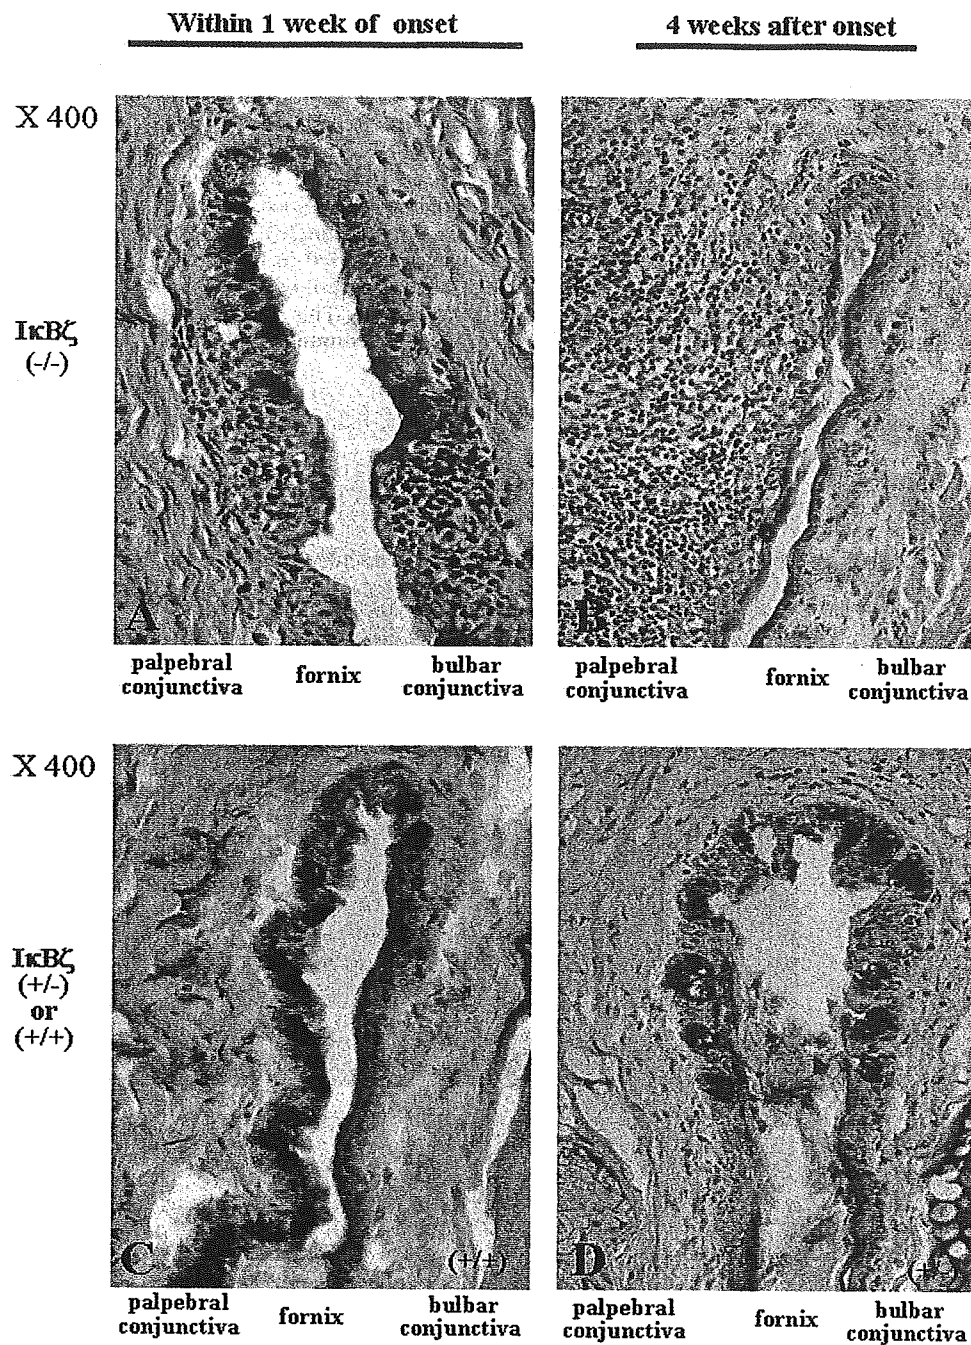 Within 1 week of onset
4 weeks after onset
X 400
IκBζ
(-/-)
A
B
palpebral
conjunctiva
fornix
bulbar
conjunctiva
palpebral
conjunctiva
fornix
bulbar
conjunctiva
X 400
IκBζ
(+/-)
or
(+/+)
C
(+/+)
D
palpebral
conjunctiva
fornix
bulbar
conjunctiva
palpebral
conjunctiva
fornix
bulbar
conjunctiva